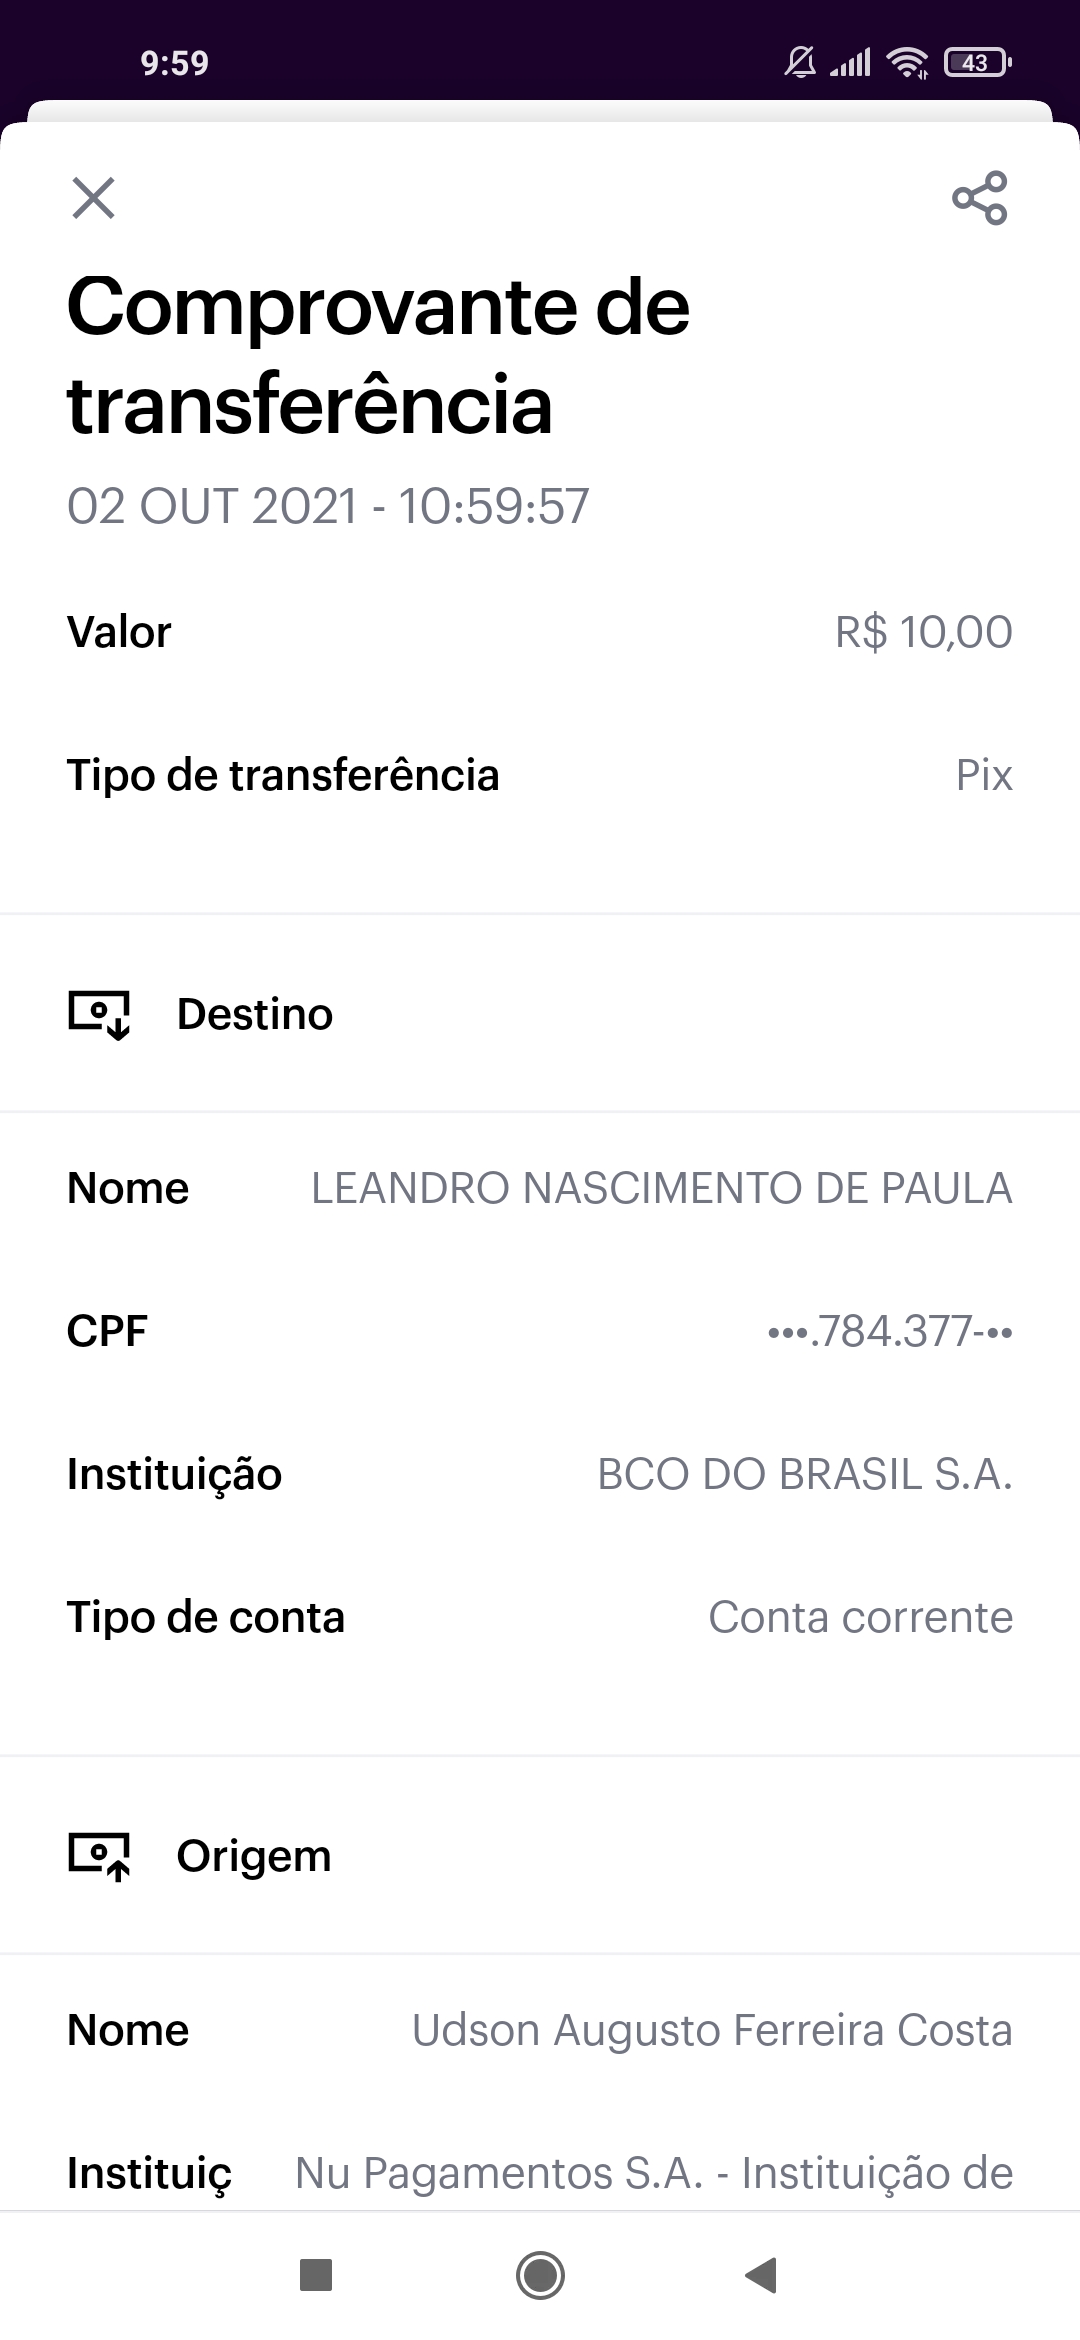 9:59
43
Comprovante de
transferência
02 OUT 2021 - 10:59:57
Valor R$ 10,00
Tipo de transferência Pix
Destino
Nome LEANDRO NASCIMENTO DE PAULA
CPF •••.784.377-••
Instituição BCO DO BRASIL S.A.
Tipo de conta Conta corrente
Origem
Nome Udson Augusto Ferreira Costa
Instituiç Nu Pagamentos S.A. - Instituição de